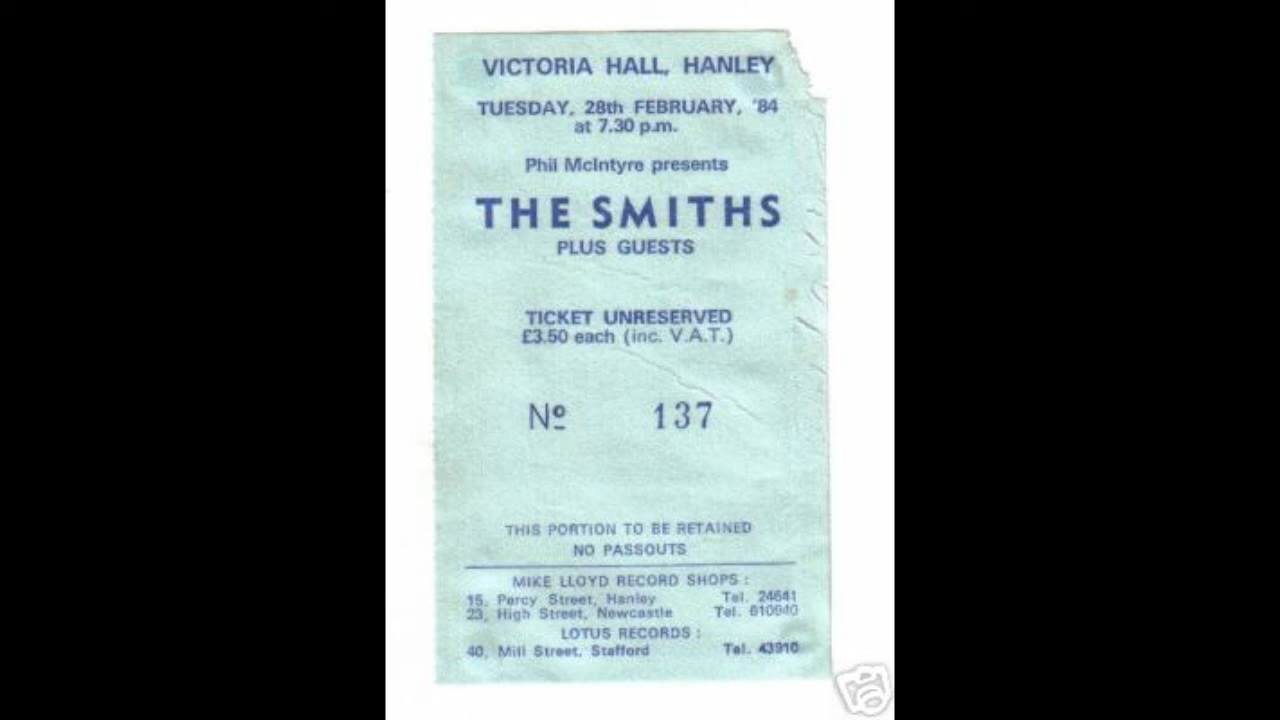 VICTORIA HALL, HANLEY
TUESDAY, 28th FEBRUARY, '84
at 7.30 p.m.
Phil McIntyre presents
THE SMITHS
PLUS GUESTS
TICKET UNRESERVED
£3.50 each (inc. V.A.T.)
Nº 137
THIS PORTION TO BE RETAINED
NO PASSOUTS
MIKE LLOYD RECORD SHOPS :
15, Percy Street, Hanley Tel. 24641
23, High Street, Newcastle Tel. 610940
LOTUS RECORDS :
40, Mill Street, Stafford Tel. 43910